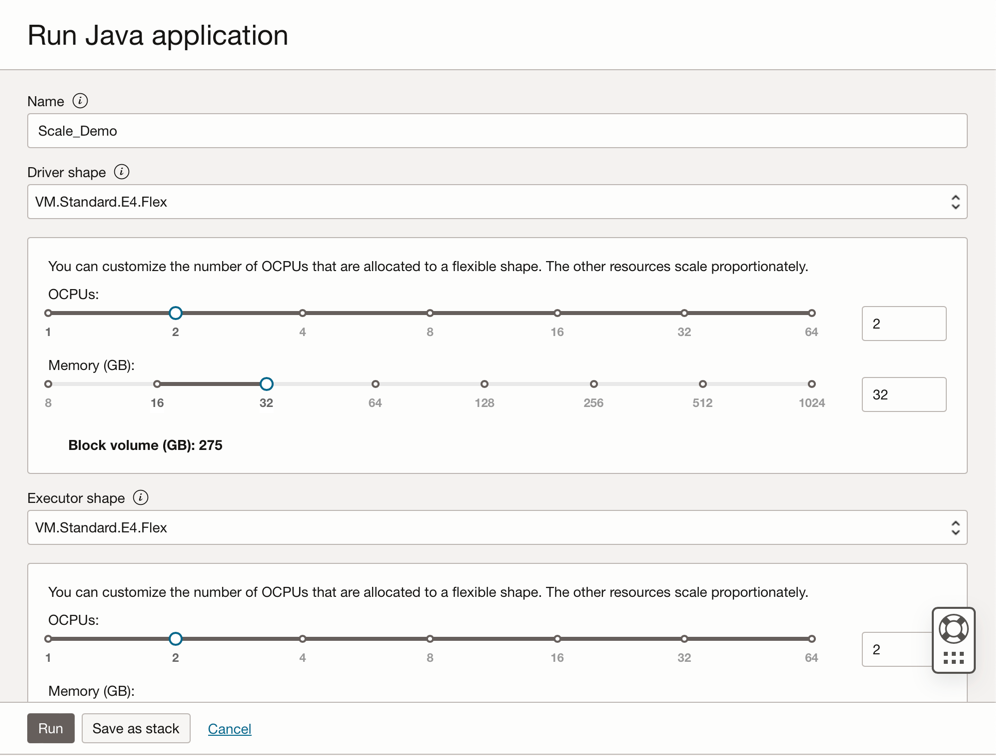 Run Java application
Name
Scale_Demo
Driver shape
VM.Standard.E4.Flex
You can customize the number of OCPUs that are allocated to a flexible shape. The other resources scale proportionately.
OCPUs:
1 2 4 8 16 32 64
2
Memory (GB):
8 16 32 64 128 256 512 1024
32
Block volume (GB): 275
Executor shape
VM.Standard.E4.Flex
You can customize the number of OCPUs that are allocated to a flexible shape. The other resources scale proportionately.
OCPUs:
1 2 4 8 16 32 64
2
Memory (GB):
Run Save as stack Cancel